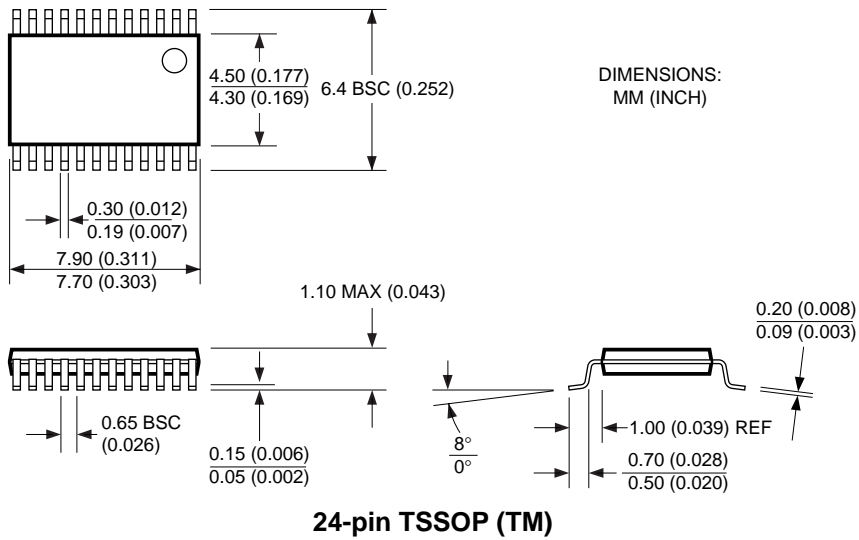 4.50 (0.177)
4.30 (0.169)
6.4 BSC (0.252)
DIMENSIONS:
MM (INCH)
0.30 (0.012)
0.19 (0.007)
7.90 (0.311)
7.70 (0.303)
1.10 MAX (0.043)
0.20 (0.008)
0.09 (0.003)
0.65 BSC
(0.026)
0.15 (0.006)
0.05 (0.002)
8°
0°
1.00 (0.039) REF
0.70 (0.028)
0.50 (0.020)
24-pin TSSOP (TM)